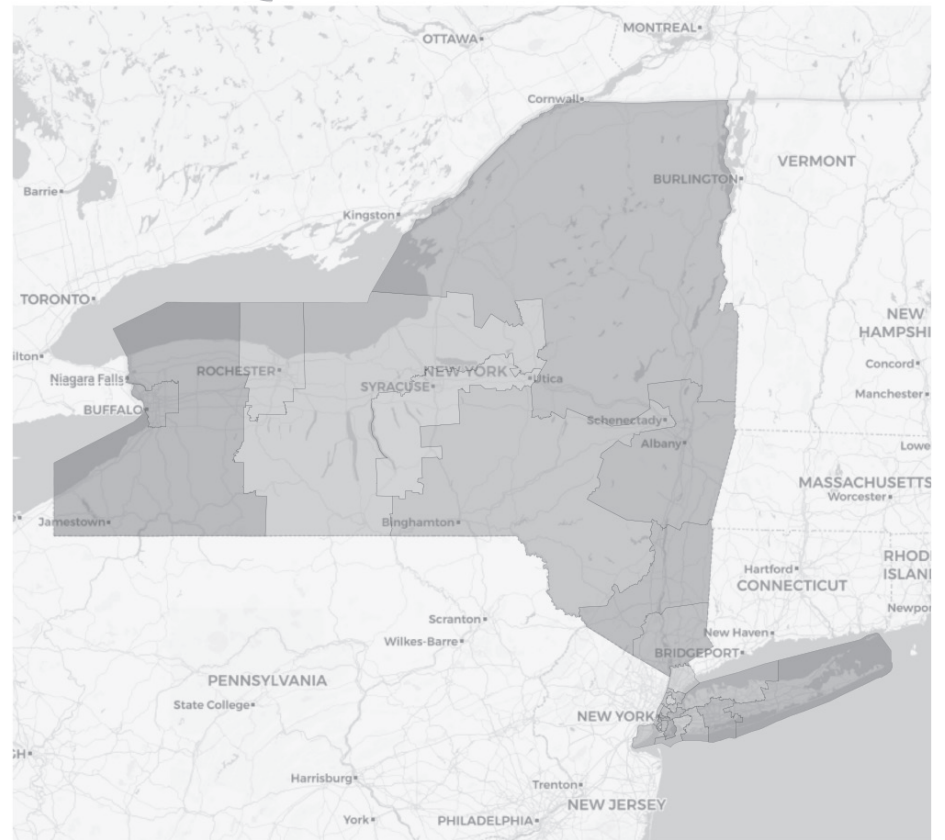 MONTREAL
OTTAWA
Cornwall
VERMONT
BURLINGTON
Barrie
Kingston
TORONTO
NEW
HAMPSHI
ilton
Concord
ROCHESTER
NEW YORK
Niagara Falls
SYRACUSE
Utica
Manchester
BUFFALO
Schenectady
Albany
Lowe
MASSACHUSETTS
Worcester
Jamestown
Binghamton
RHOD
ISLAN
Hartford
CONNECTICUT
Newpo
Scranton
New Haven
Wilkes-Barre
BRIDGEPORT
PENNSYLVANIA
State College
NEW YORK
GH
Harrisburg
Trenton
NEW JERSEY
York
PHILADELPHIA